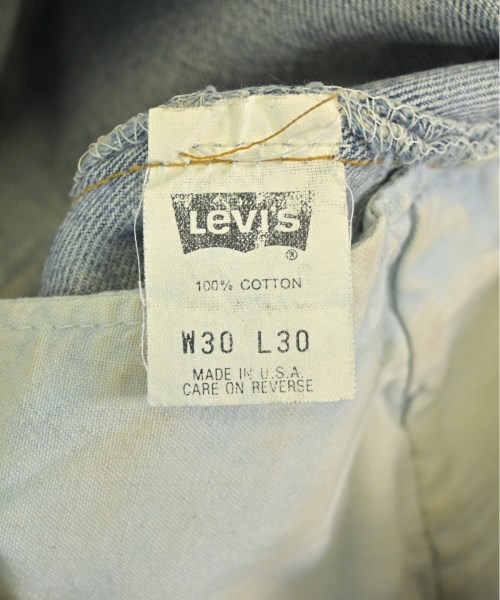 Levi's
®
100% COTTON
W30 L30
MADE IN U.S.A.
CARE ON REVERSE